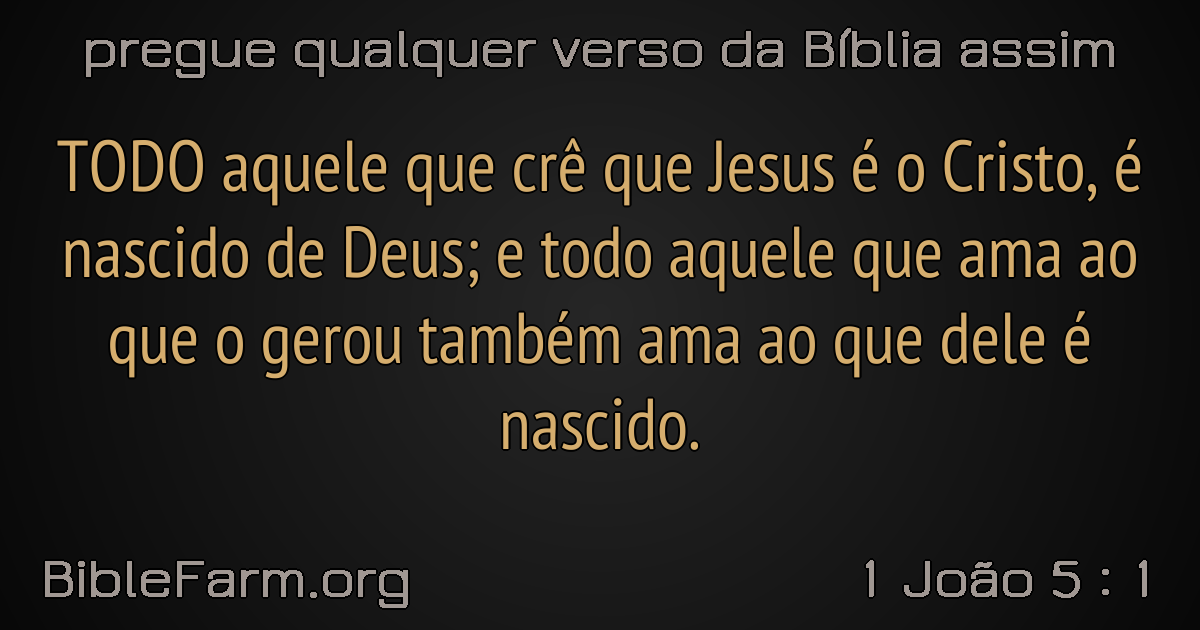 pregue qualquer verso da Bíblia assim
TODO aquele que crê que Jesus é o Cristo, é
nascido de Deus; e todo aquele que ama ao
que o gerou também ama ao que dele é
nascido.
BibleFarm.org
1 João 5 : 1